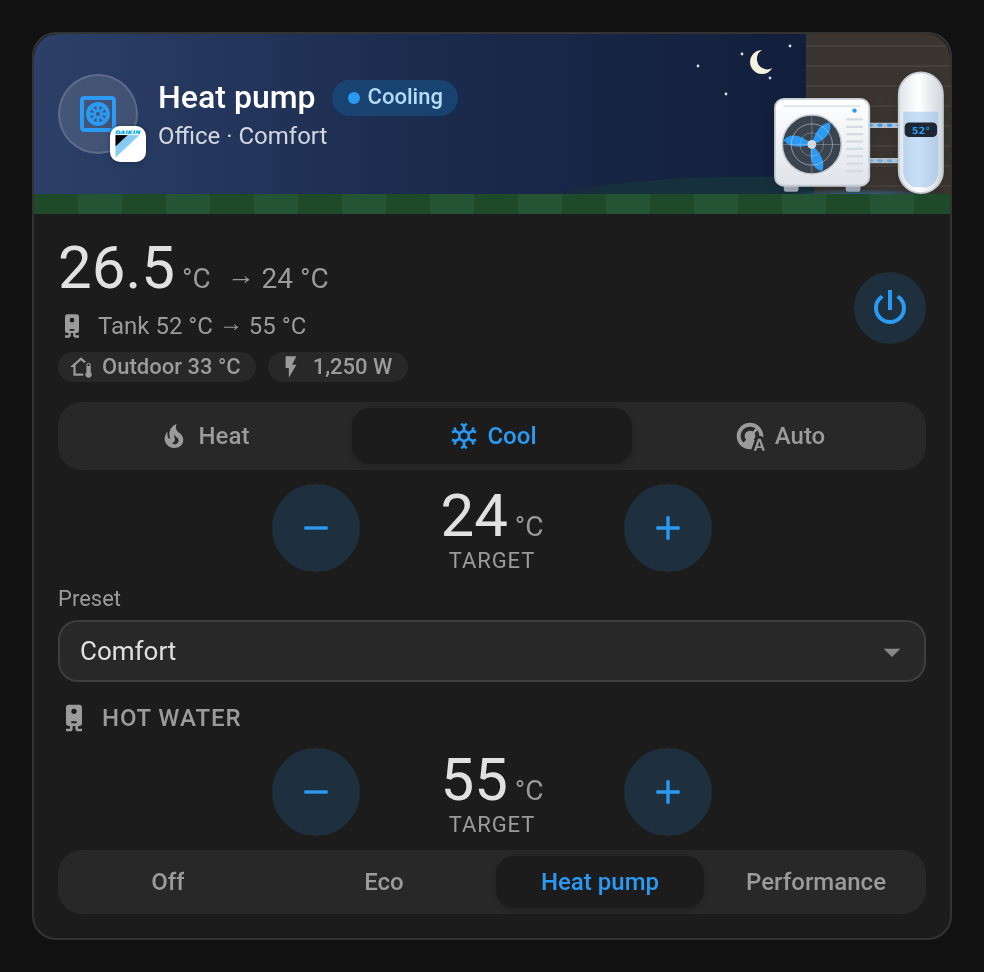 Heat pump
Cooling
DAIKIN
Office · Comfort
52°
26.5 °C → 24 °C
Tank 52 °C → 55 °C
Outdoor 33 °C
1,250 W
Heat
Cool
Auto
24 °C
TARGET
Preset
Comfort
HOT WATER
55 °C
TARGET
Off
Eco
Heat pump
Performance